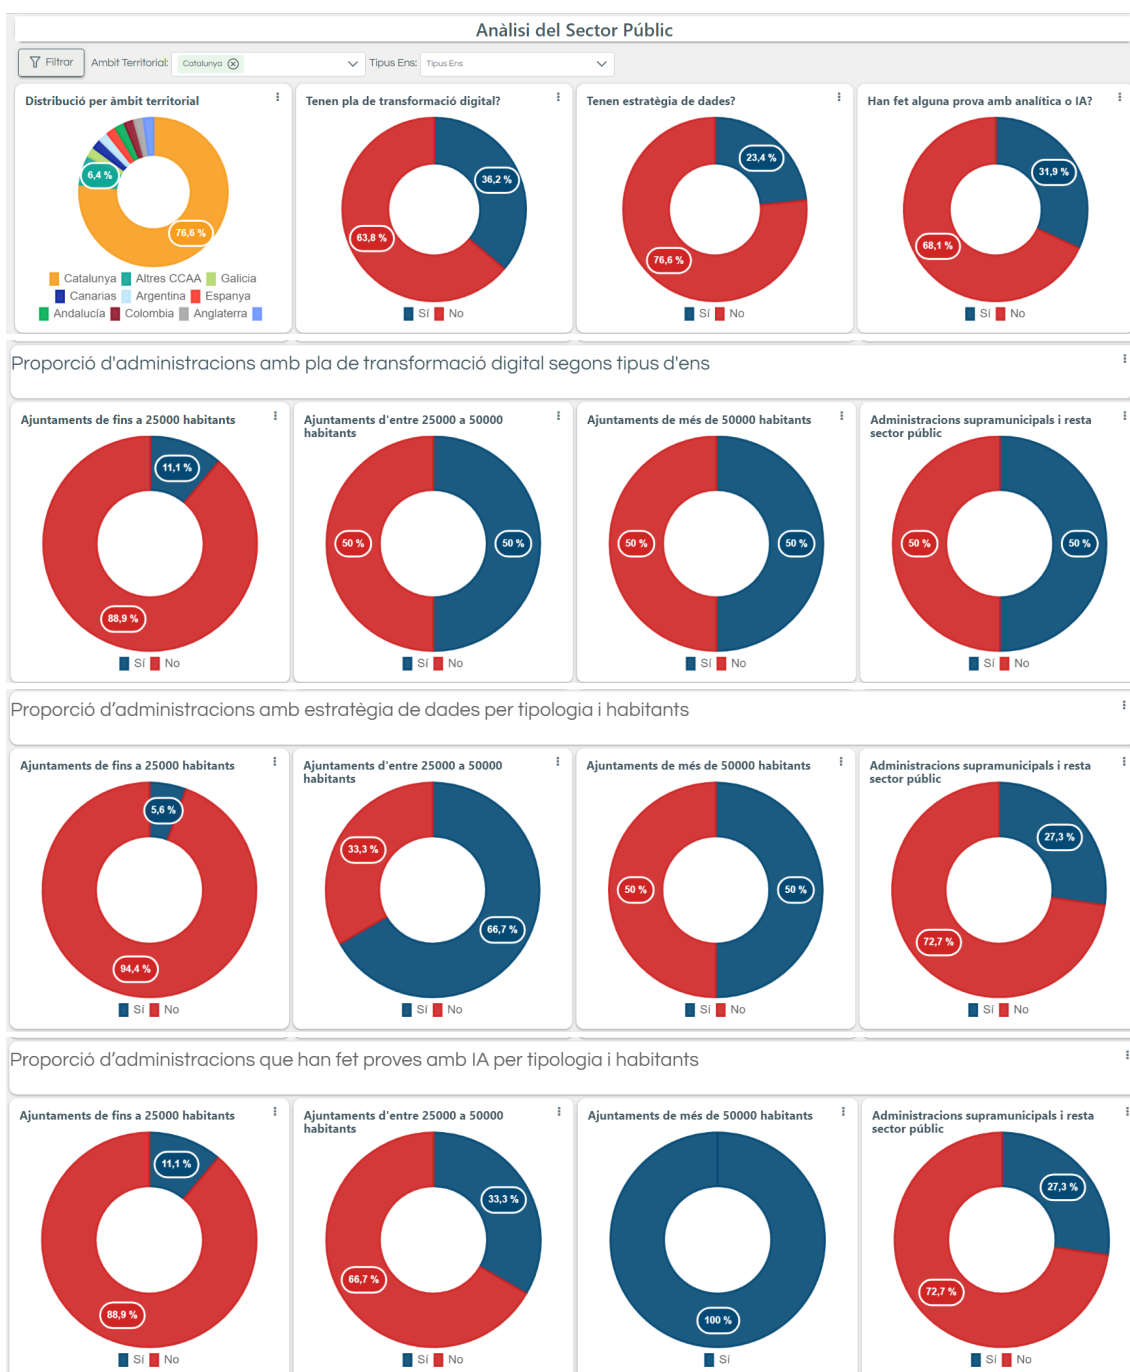 Anàlisi del Sector Públic
Filtrar Ambit Territorial: Catalunya Tipus Ens: Tipus Ens
Distribució per àmbit territorial
6,4 %
76,6 %
Catalunya Altres CCAA Galicia
Canarias Argentina Espanya
Andalucía Colombia Anglaterra
Tenen pla de transformació digital?
36,2 %
63,8 %
Sí No
Tenen estratègia de dades?
23,4 %
76,6 %
Sí No
Han fet alguna prova amb analítica o IA?
31,9 %
68,1 %
Sí No
Proporció d'administracions amb pla de transformació digital segons tipus d'ens
Ajuntaments de fins a 25000 habitants
11,1 %
88,9 %
Sí No
Ajuntaments d'entre 25000 a 50000
habitants
50 %
50 %
Sí No
Ajuntaments de més de 50000 habitants
50 %
50 %
Sí No
Administracions supramunicipals i resta
sector públic
50 %
50 %
Sí No
Proporció d’administracions amb estratègia de dades per tipologia i habitants
Ajuntaments de fins a 25000 habitants
5,6 %
94,4 %
Sí No
Ajuntaments d'entre 25000 a 50000
habitants
33,3 %
66,7 %
Sí No
Ajuntaments de més de 50000 habitants
50 %
50 %
Sí No
Administracions supramunicipals i resta
sector públic
27,3 %
72,7 %
Sí No
Proporció d’administracions que han fet proves amb IA per tipologia i habitants
Ajuntaments de fins a 25000 habitants
11,1 %
88,9 %
Sí No
Ajuntaments d'entre 25000 a 50000
habitants
33,3 %
66,7 %
Sí No
Ajuntaments de més de 50000 habitants
100 %
Sí
Administracions supramunicipals i resta
sector públic
27,3 %
72,7 %
Sí No